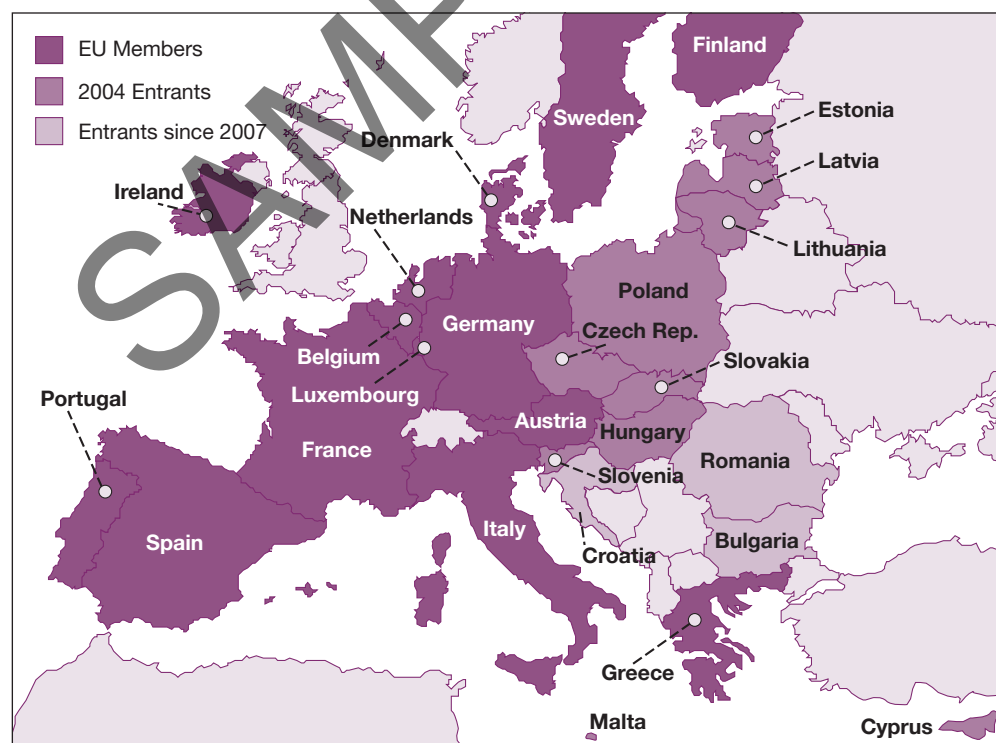 EU Members
2004 Entrants
Entrants since 2007
SAMP
Finland
Sweden
Estonia
Denmark
Latvia
Ireland
Netherlands
Lithuania
Poland
Germany
Czech Rep.
Belgium
Slovakia
Luxembourg
Portugal
Austria
Hungary
France
Romania
Slovenia
Italy
Spain
Bulgaria
Croatia
Greece
Malta
Cyprus